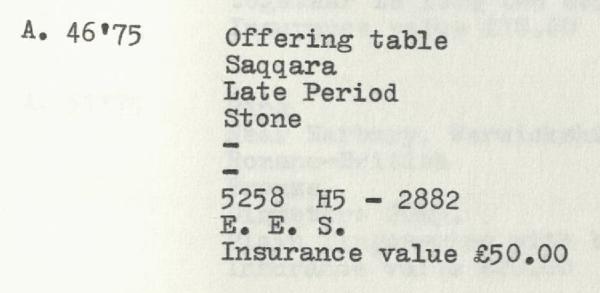 A. 46'75 Offering table
Saqqara
Late Period
Stone
-
-
5258 H5 - 2882
E. E. S.
Insurance value £50.00